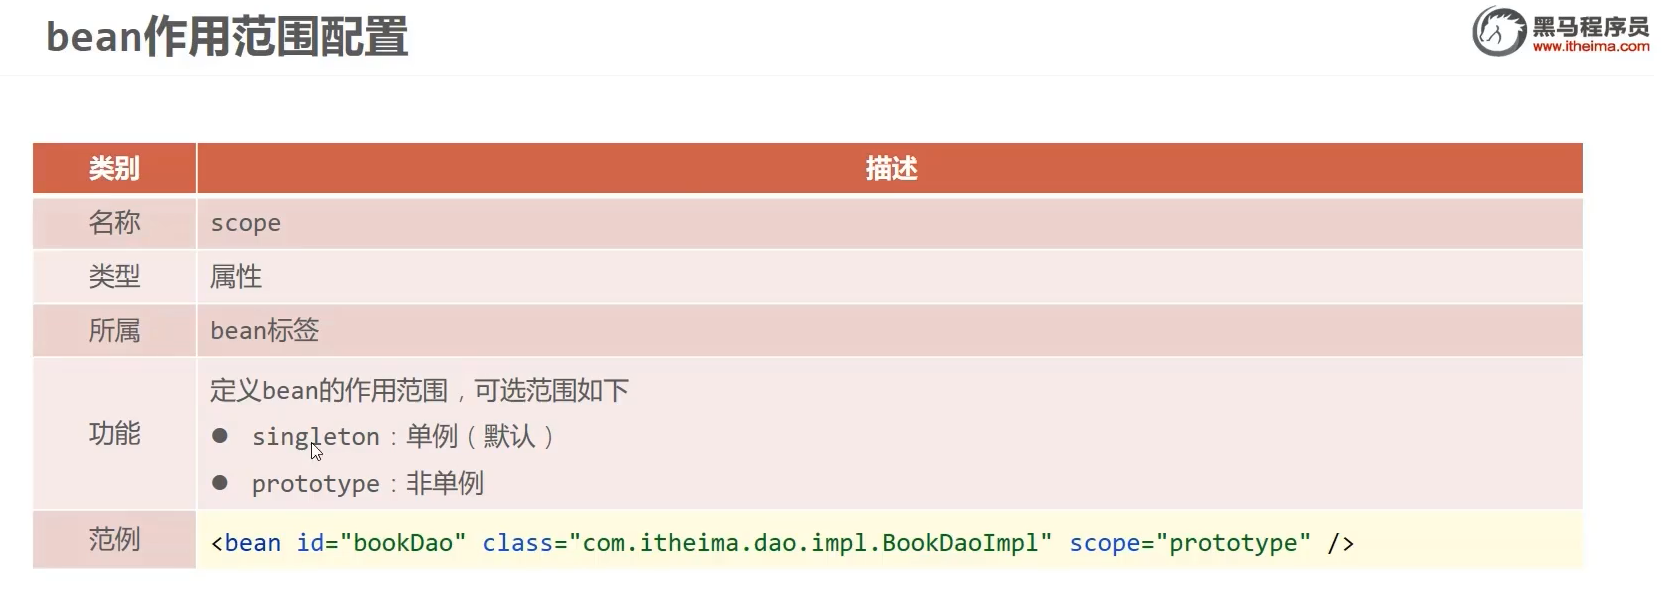 bean作用范围配置
黑马程序员
www.itheima.com
类别 描述
名称 scope
类型 属性
所属 bean标签
功能 定义bean的作用范围，可选范围如下
● singleton：单例（默认）
● prototype：非单例
范例 <bean id="bookDao" class="com.itheima.dao.impl.BookDaoImpl" scope="prototype" />